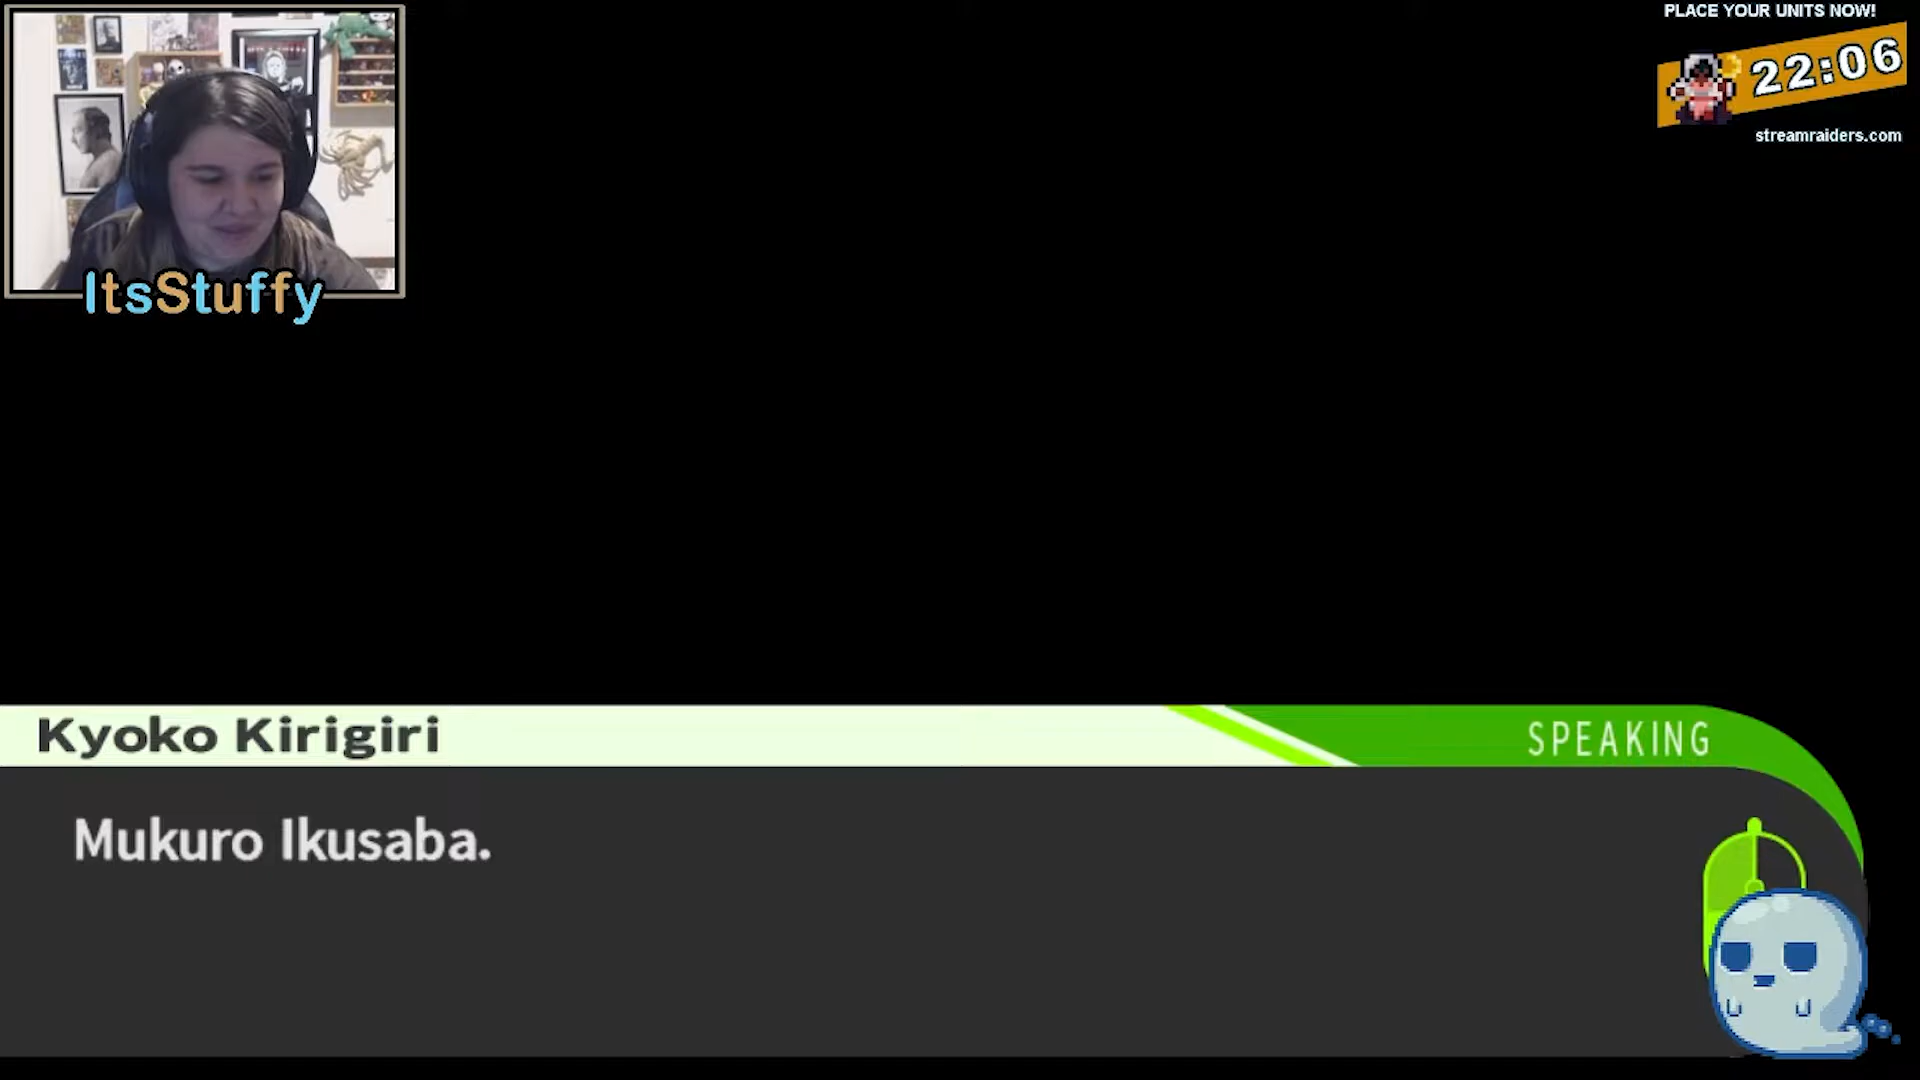 PLACE YOUR UNITS NOW!
22:06
streamraiders.com
ItsStuffy
Kyoko Kirigiri
SPEAKING
Mukuro Ikusaba.